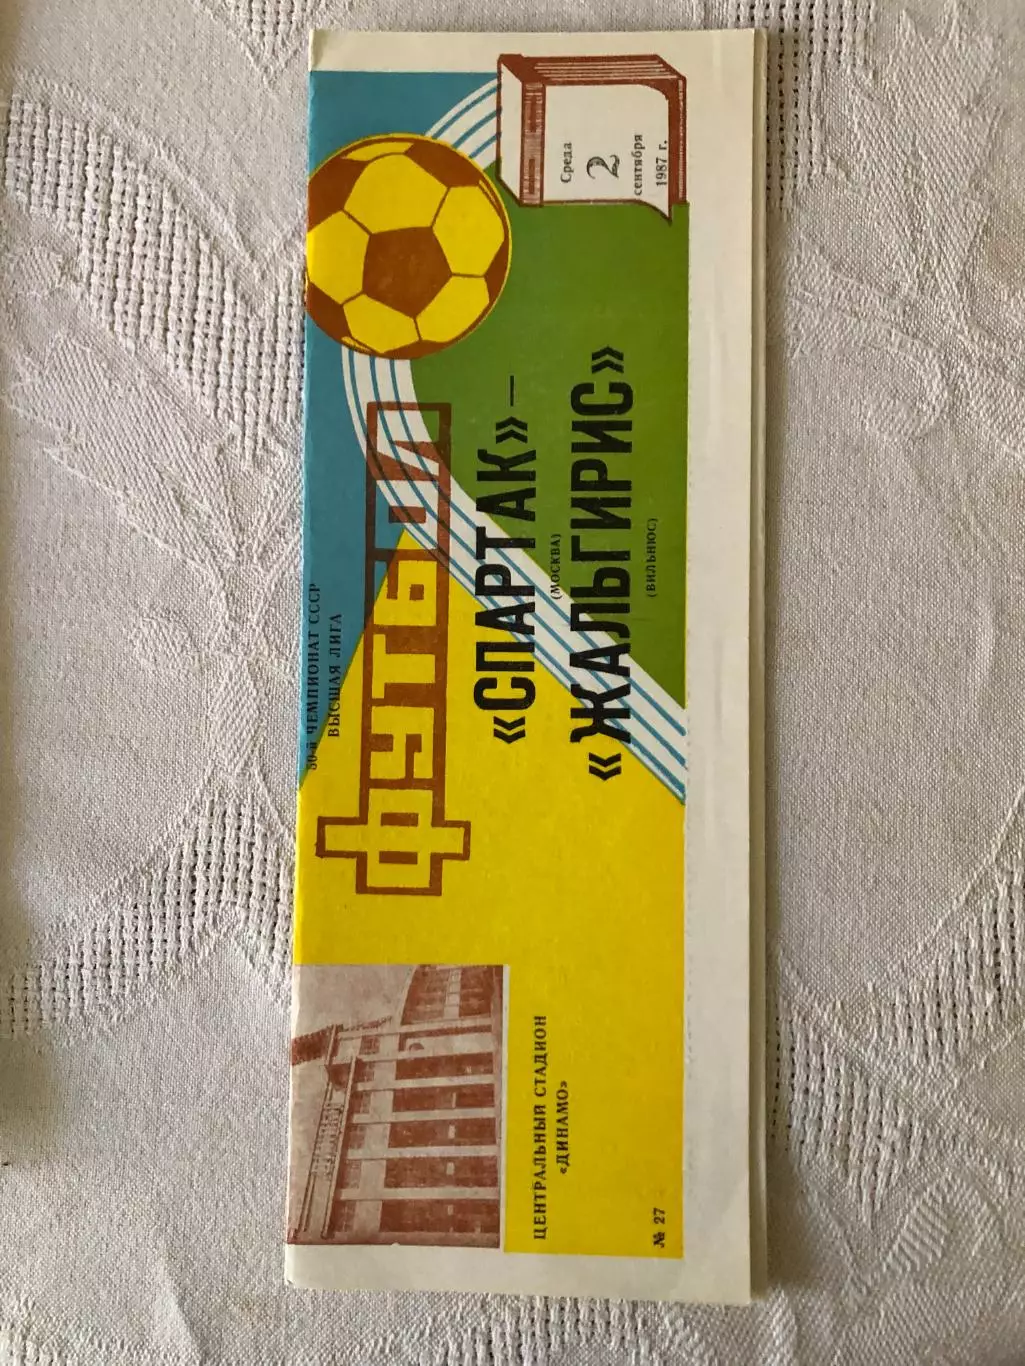 50-й ЧЕМПИОНАТ СССР
ВЫСШАЯ ЛИГА
ФУТБОЛ
«СПАРТАК» —
(МОСКВА)
«ЖАЛЬГИРИС»
(ВИЛЬНЮС)
Среда
2
сентября
1987 г.
ЦЕНТРАЛЬНЫЙ СТАДИОН
«ДИНАМО»
№ 27